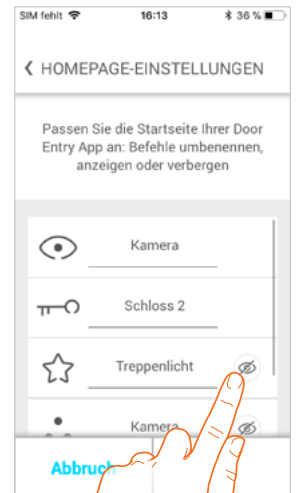 SIM fehlt 16:13 36 %
HOMEPAGE-EINSTELLUNGEN
Passen Sie die Startseite Ihrer Door
Entry App an: Befehle umbenennen,
anzeigen oder verbergen
Kamera
Schloss 2
Treppenlicht
Kamera
Abbruch